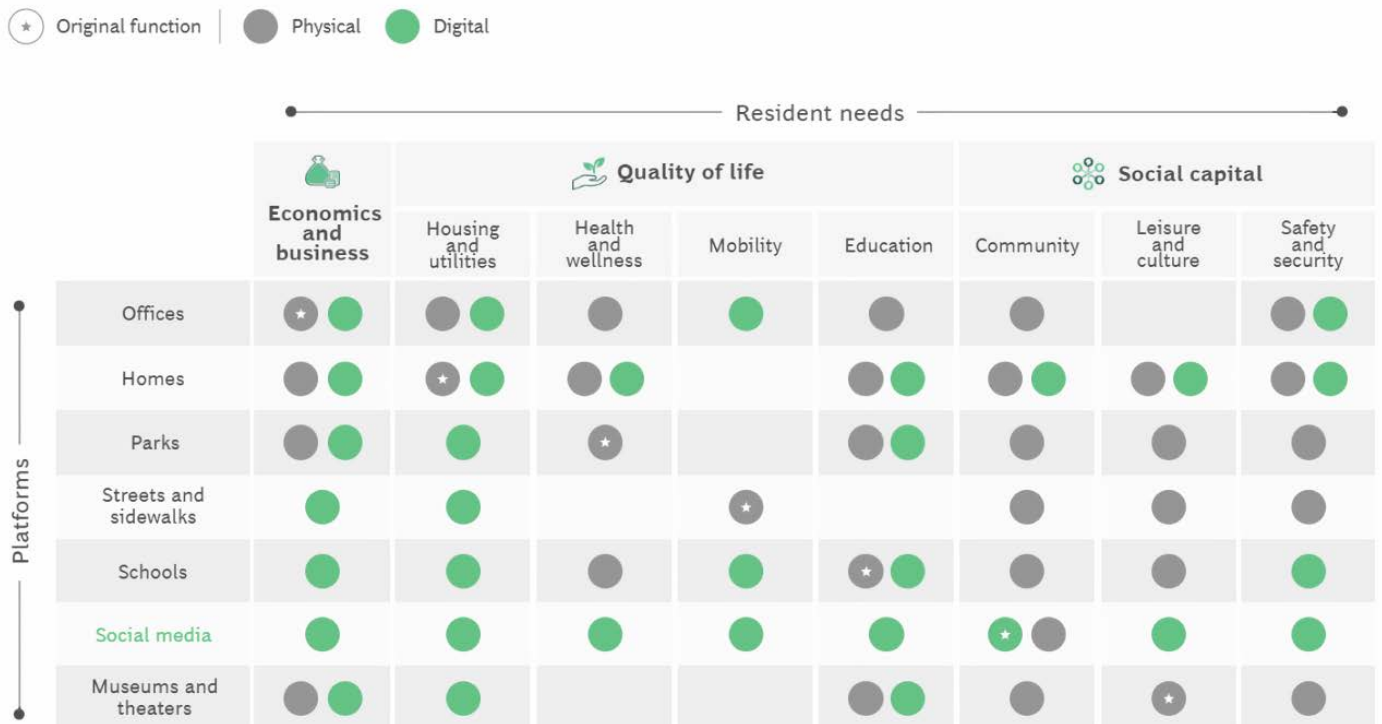 Original function
Physical
Digital
Resident needs
Quality of life
Social capital
Economics
and
business
Housing
and
utilities
Health
and
wellness
Mobility
Education
Community
Leisure
and
culture
Safety
and
security
Platforms
Offices
Homes
Parks
Streets and
sidewalks
Schools
Social media
Museums and
theaters